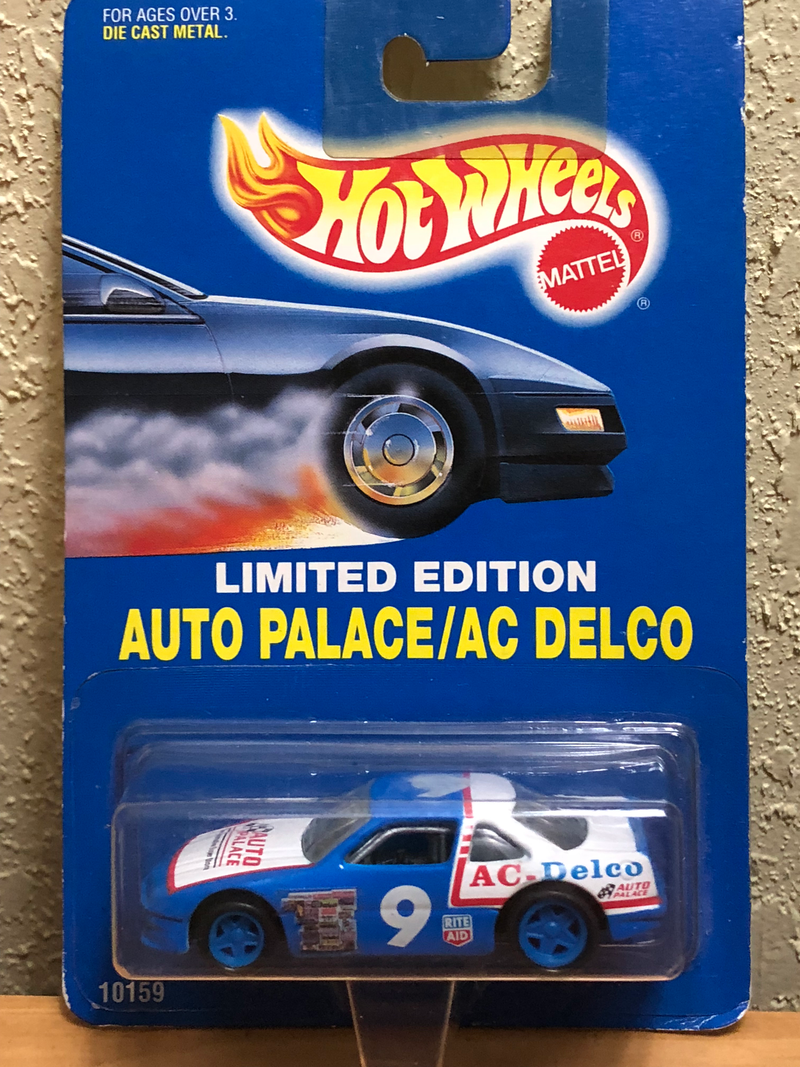 FOR AGES OVER 3.
DIE CAST METAL.
HOT WHEELS®
MATTEL
®
LIMITED EDITION
AUTO PALACE/AC DELCO
AUTO
PALACE
AC-Delco
AUTO
PALACE
9
RITE
AID
10159